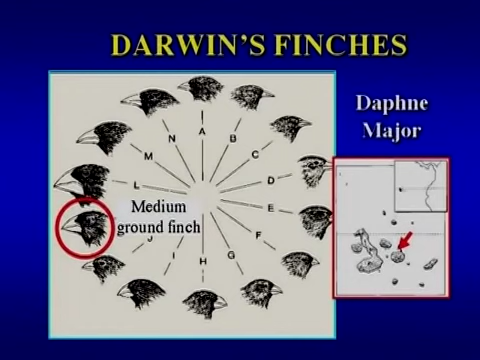 DARWIN'S FINCHES
Daphne
Major
A
B
N
C
M
D
L
E
Medium
ground finch
F
J
G
I
H